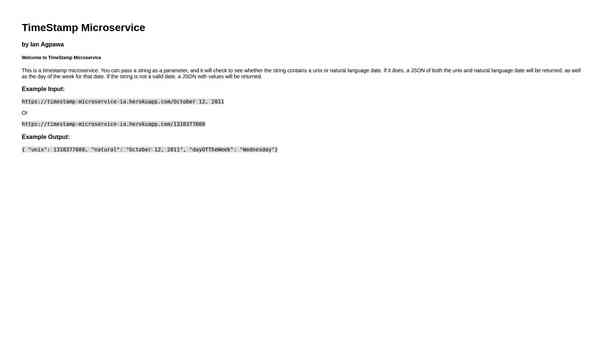 TimeStamp Microservice
by Ian Agpawa
Welcome to TimeStamp Microservice
This is a timestamp microservice. You can pass a string as a parameter, and it will check to see whether the string contains a unix or natural language date. If it does, a JSON of both the unix and natural language date will be returned, as well
as the day of the week for that date. If the string is not a valid date, a JSON with values will be returned.
Example Input:
https://timestamp-microservice-ia.herokuapp.com/October 12, 2011
Or
https://timestamp-microservice-ia.herokuapp.com/1318377600
Example Output:
{ "unix": 1318377600, "natural": "October 12, 2011", "dayOfTheWeek": "Wednesday"}